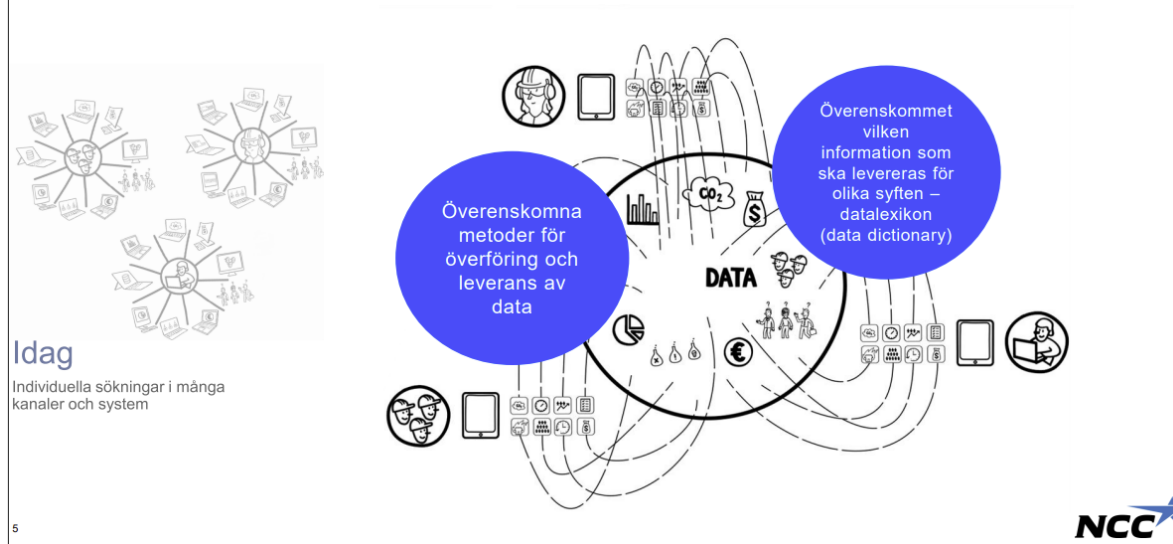 Idag
Individuella sökningar i många
kanaler och system
Överenskomna
metoder för
överföring och
leverans av
data
Överenskommet
vilken
information som
ska levereras för
olika syften –
datalexikon
(data dictionary)
CO2
$
DATA
€
5
NCC